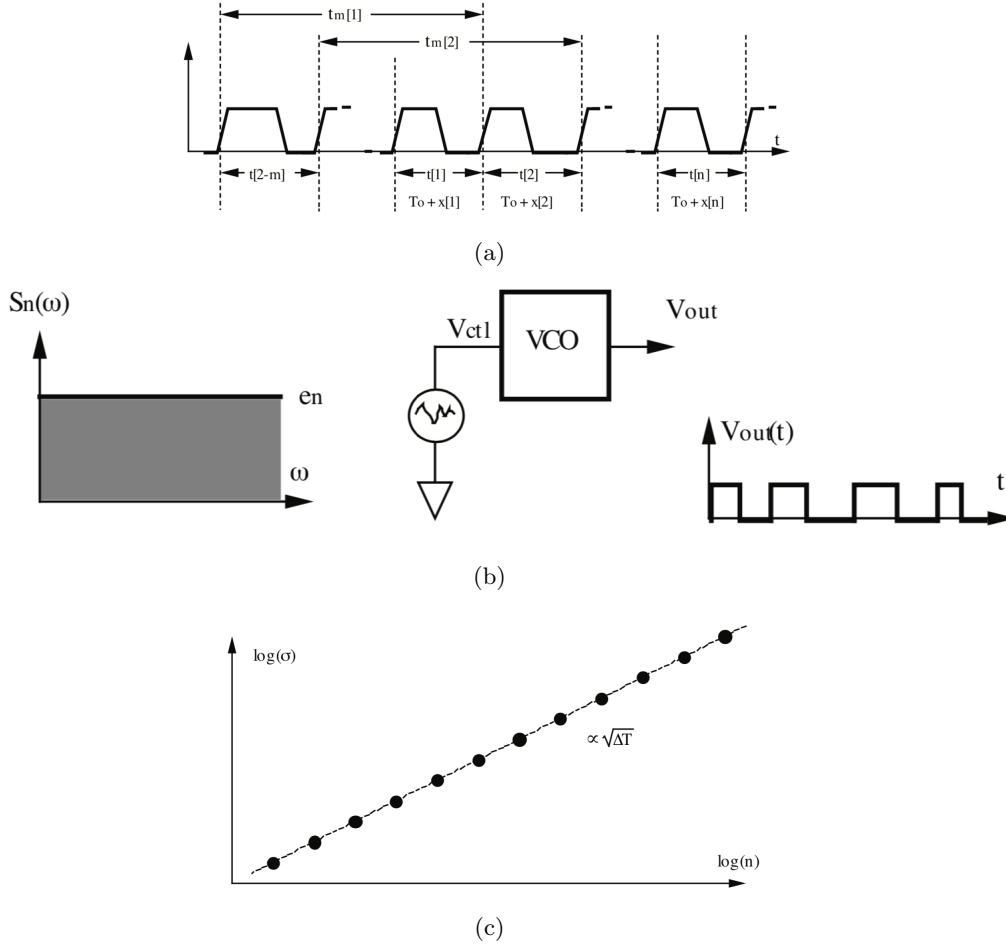 tm[1]
tm[2]
t
t[2-m] t[1] t[2] t[n]
To + x[1] To + x[2] To + x[n]
(a)
Sn(ω)
en
ω
Vctl
VCO
Vout
Vout(t)
t
(b)
log(σ)
∝ √ΔT
log(n)
(c)